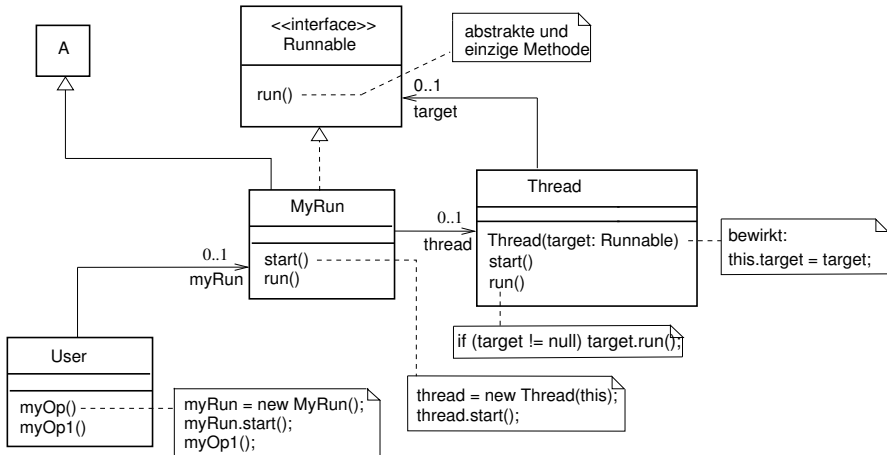 <<interface>>
Runnable
run()
abstrakte und
einzige Methode
A
0..1
target
MyRun
start()
run()
0..1
thread
Thread
Thread(target: Runnable)
start()
run()
bewirkt:
this.target = target;
0..1
myRun
if (target != null) target.run();
User
myOp()
myOp1()
myRun = new MyRun();
myRun.start();
myOp1();
thread = new Thread(this);
thread.start();